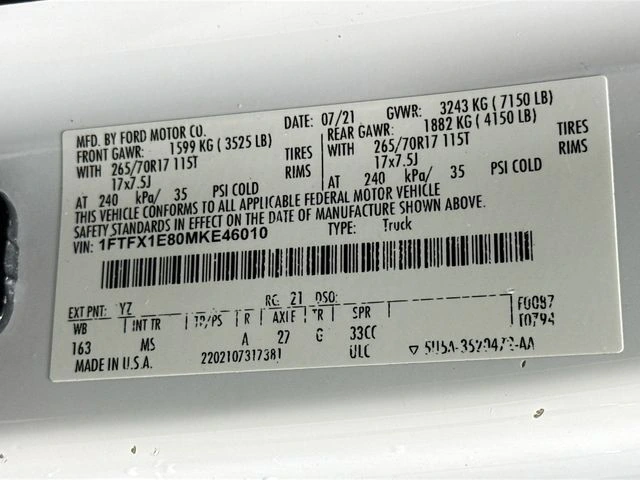 MFD. BY FORD MOTOR CO. DATE: 07/21 GVWR: 3243 KG ( 7150 LB)
FRONT GAWR: 1599 KG ( 3525 LB) REAR GAWR: 1882 KG ( 4150 LB)
WITH 265/70R17 115T TIRES WITH 265/70R17 115T TIRES
17x7.5J RIMS 17x7.5J RIMS
AT 240 kPa/ 35 PSI COLD AT 240 kPa/ 35 PSI COLD
THIS VEHICLE CONFORMS TO ALL APPLICABLE FEDERAL MOTOR VEHICLE
SAFETY STANDARDS IN EFFECT ON THE DATE OF MANUFACTURE SHOWN ABOVE.
VIN: 1FTFX1E80MKE46010 TYPE: Truck
EXT PNT: YZ RC: 21 DSO: F0087
WB INT TR TP/PS R AXLE TR SPR F0794
163 MS A 27 G 33CC
MADE IN U.S.A. 2202107317381 ULC